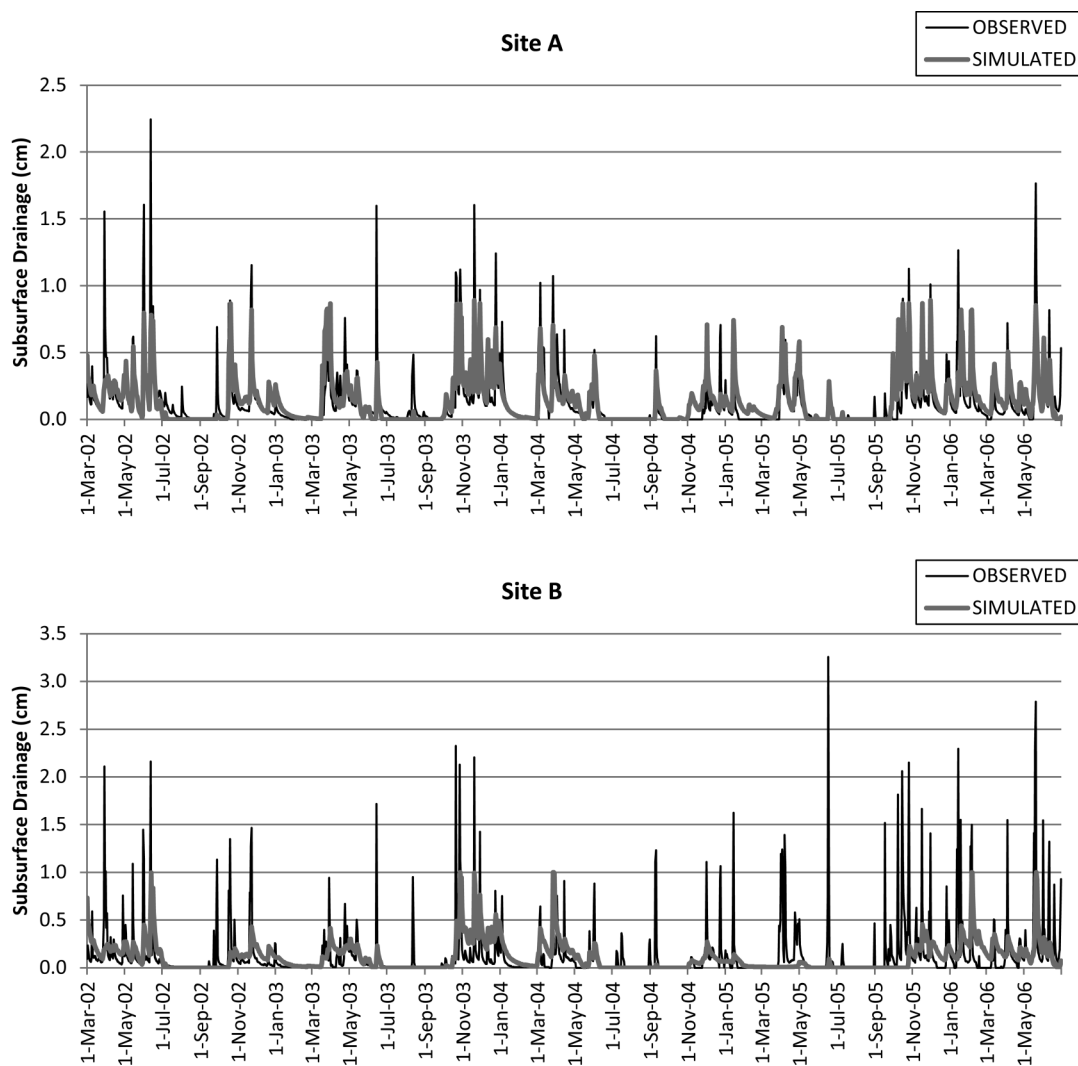 OBSERVED
SIMULATED
Site A
Subsurface Drainage (cm)
2.5
2.0
1.5
1.0
0.5
0.0
1-Mar-02
1-May-02
1-Jul-02
1-Sep-02
1-Nov-02
1-Jan-03
1-Mar-03
1-May-03
1-Jul-03
1-Sep-03
1-Nov-03
1-Jan-04
1-Mar-04
1-May-04
1-Jul-04
1-Sep-04
1-Nov-04
1-Jan-05
1-Mar-05
1-May-05
1-Jul-05
1-Sep-05
1-Nov-05
1-Jan-06
1-Mar-06
1-May-06
OBSERVED
SIMULATED
Site B
Subsurface Drainage (cm)
3.5
3.0
2.5
2.0
1.5
1.0
0.5
0.0
1-Mar-02
1-May-02
1-Jul-02
1-Sep-02
1-Nov-02
1-Jan-03
1-Mar-03
1-May-03
1-Jul-03
1-Sep-03
1-Nov-03
1-Jan-04
1-Mar-04
1-May-04
1-Jul-04
1-Sep-04
1-Nov-04
1-Jan-05
1-Mar-05
1-May-05
1-Jul-05
1-Sep-05
1-Nov-05
1-Jan-06
1-Mar-06
1-May-06